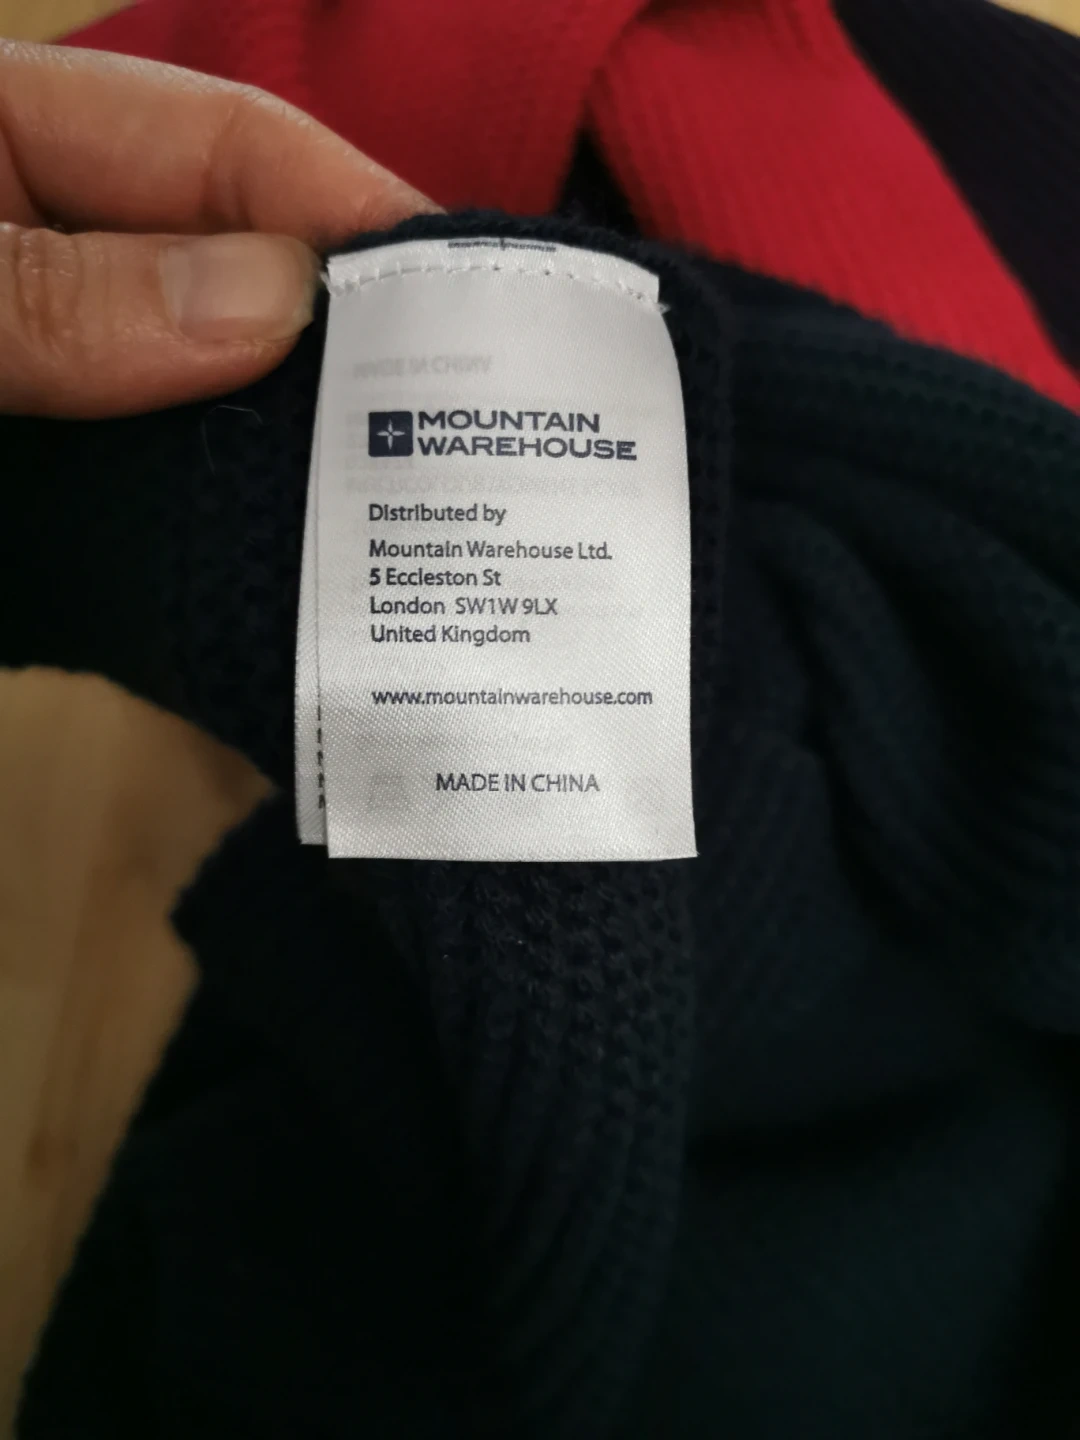 MOUNTAIN
WAREHOUSE
Distributed by
Mountain Warehouse Ltd.
5 Eccleston St
London SW1W 9LX
United Kingdom
www.mountainwarehouse.com
MADE IN CHINA